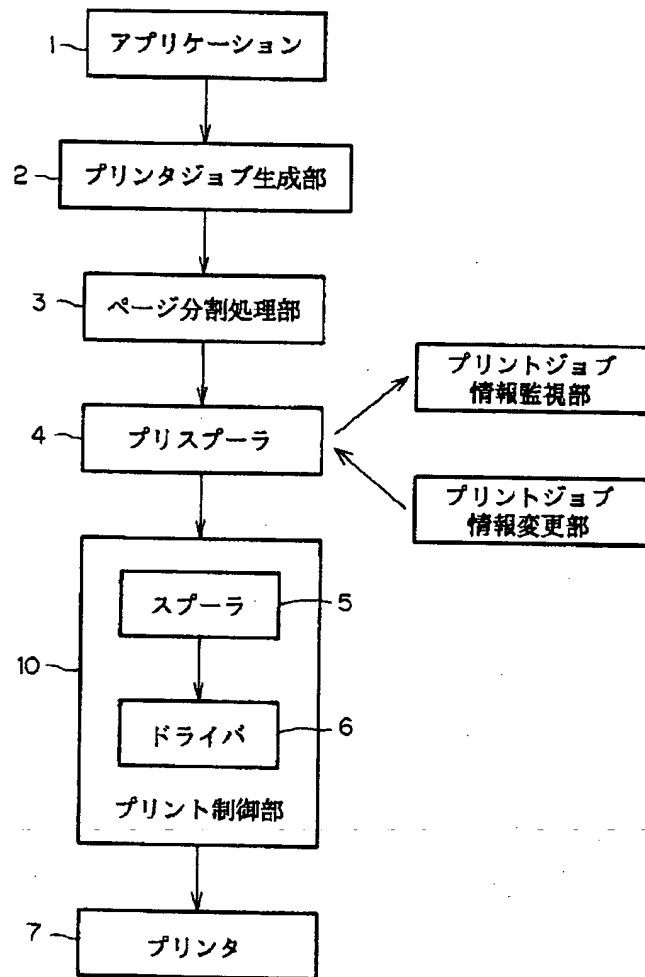 1
アプリケーション
2
プリンタジョブ生成部
3
ページ分割処理部
プリントジョブ
情報監視部
4
プリスプーラ
プリントジョブ
情報変更部
スプーラ
5
10
ドライバ
6
プリント制御部
7
プリンタ